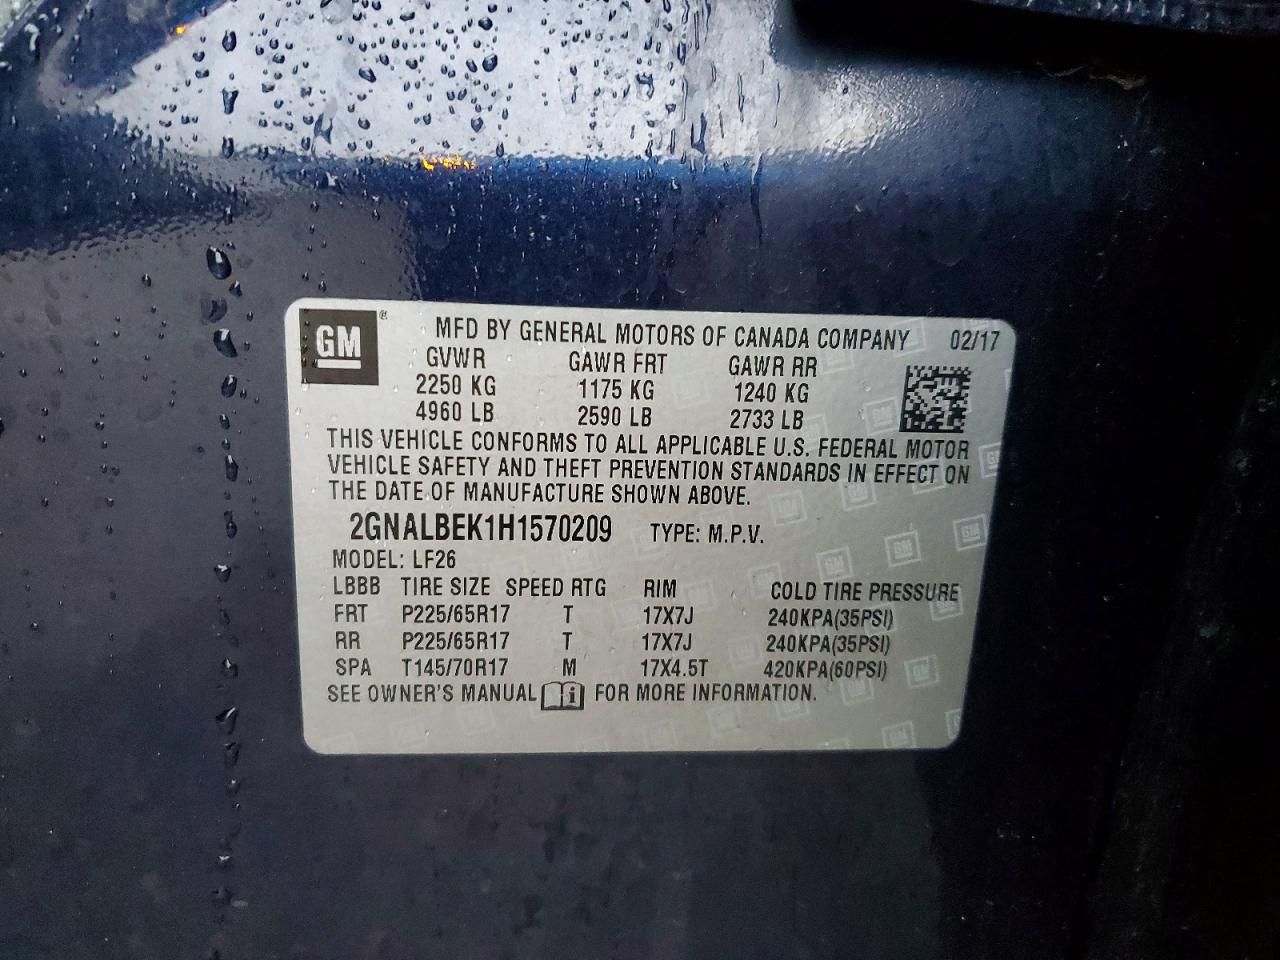 GM ® MFD BY GENERAL MOTORS OF CANADA COMPANY 02/17
GVWR GAWR FRT GAWR RR
2250 KG 1175 KG 1240 KG
4960 LB 2590 LB 2733 LB
THIS VEHICLE CONFORMS TO ALL APPLICABLE U.S. FEDERAL MOTOR
VEHICLE SAFETY AND THEFT PREVENTION STANDARDS IN EFFECT ON
THE DATE OF MANUFACTURE SHOWN ABOVE.
2GNALBEK1H1570209 TYPE: M.P.V.
MODEL: LF26
LBBB TIRE SIZE SPEED RTG RIM COLD TIRE PRESSURE
FRT P225/65R17 T 17X7J 240KPA(35PSI)
RR P225/65R17 T 17X7J 240KPA(35PSI)
SPA T145/70R17 M 17X4.5T 420KPA(60PSI)
SEE OWNER'S MANUAL i FOR MORE INFORMATION.